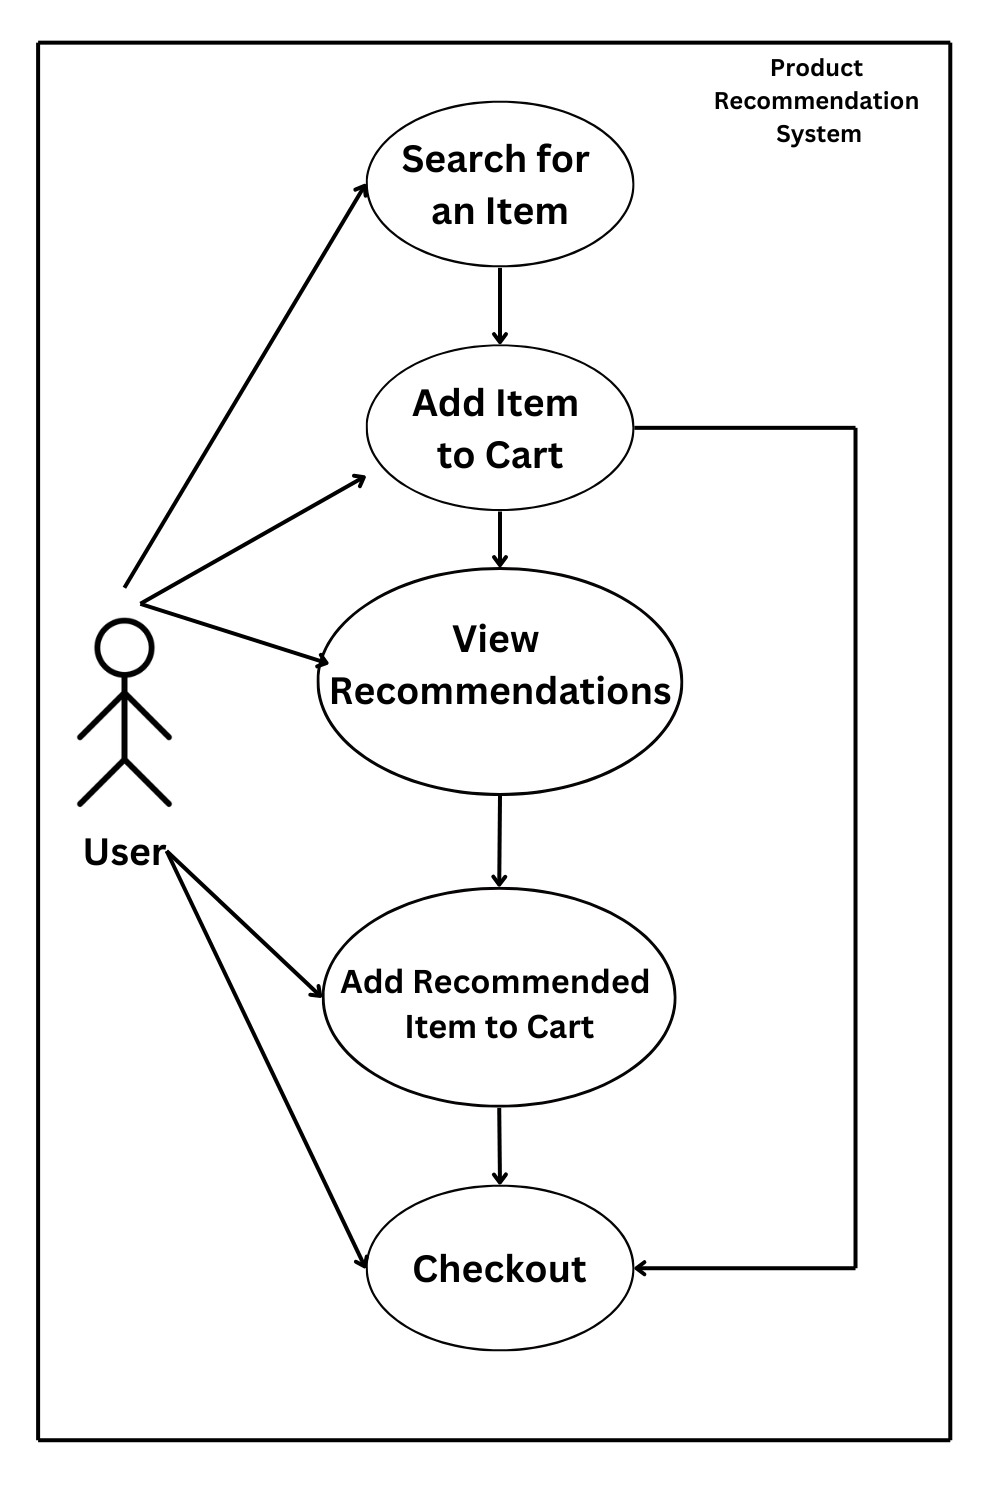 Product
Recommendation
System
Search for
an Item
Add Item
to Cart
View
Recommendations
User
Add Recommended
Item to Cart
Checkout